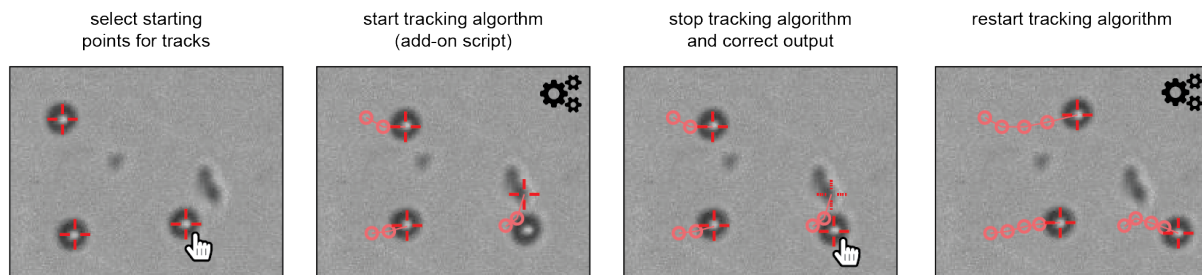 select starting
points for tracks
start tracking algorthm
(add-on script)
stop tracking algorthm
and correct output
restart tracking algorithm